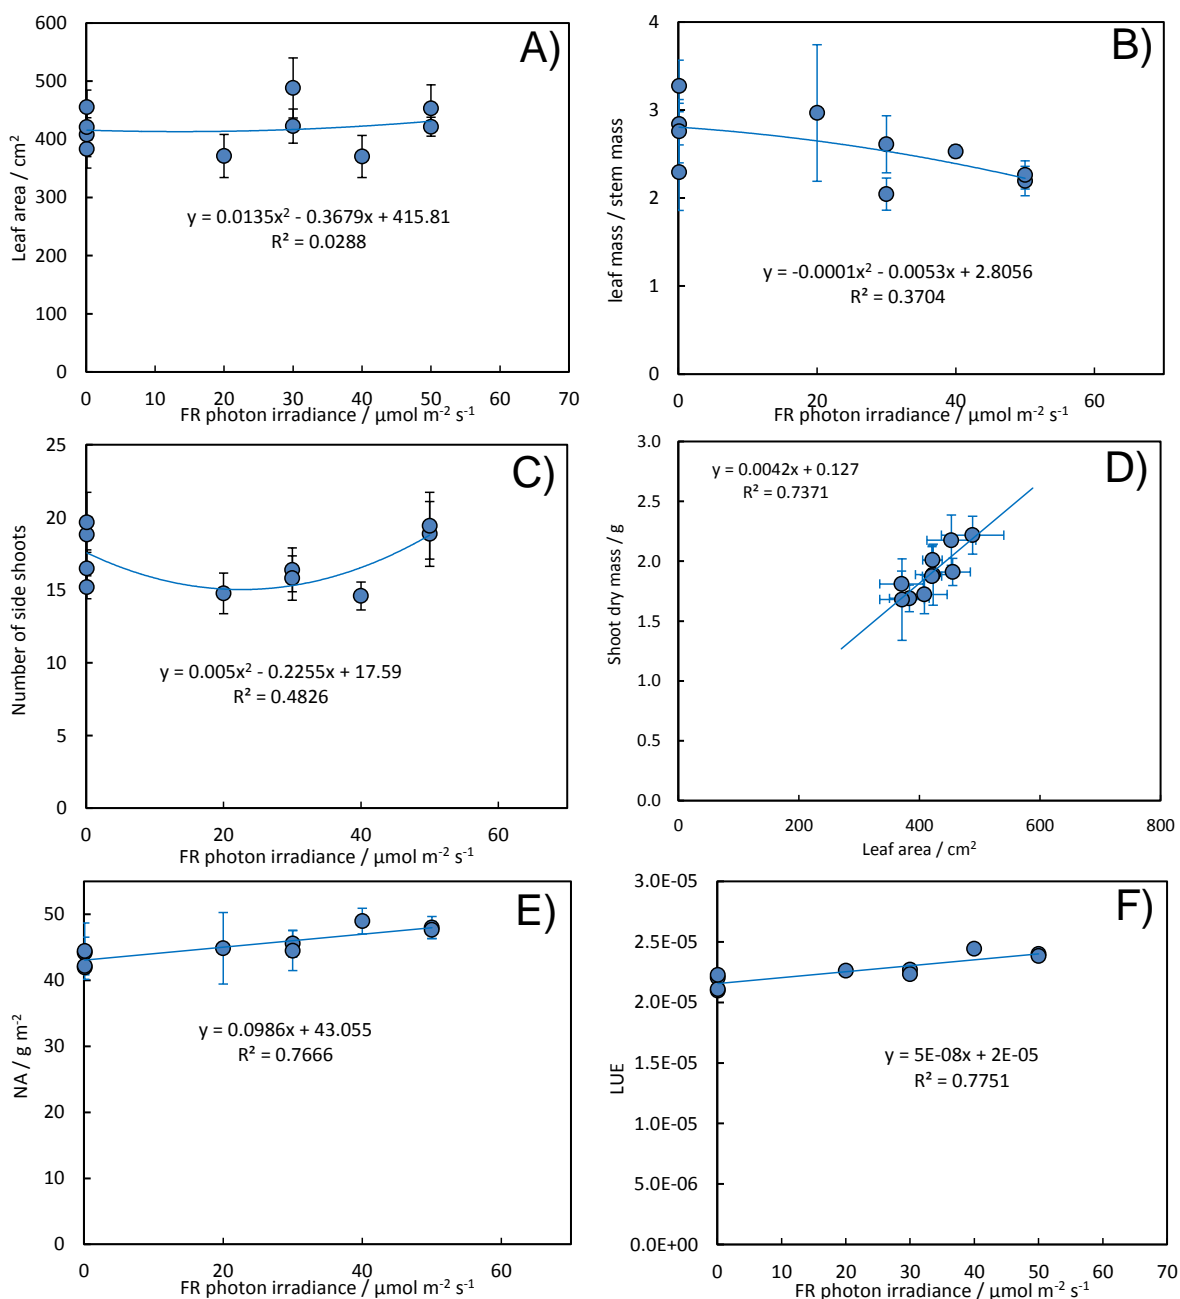 A)
Leaf area / cm²
600
500
400
300
200
100
0
y = 0.0135x² - 0.3679x + 415.81
R² = 0.0288
0 10 20 30 40 50 60 70
FR photon irradiance / µmol m⁻² s⁻¹
B)
leaf mass / stem mass
4
3
2
1
0
y = -0.0001x² - 0.0053x + 2.8056
R² = 0.3704
0 20 40 60
FR photon irradiance / µmol m⁻² s⁻¹
C)
Number of side shoots
25
20
15
10
5
0
y = 0.005x² - 0.2255x + 17.59
R² = 0.4826
0 20 40 60
FR photon irradiance / µmol m⁻² s⁻¹
D)
Shoot dry mass / g
3.0
2.5
2.0
1.5
1.0
0.5
0.0
y = 0.0042x + 0.127
R² = 0.7371
0 200 400 600 800
Leaf area / cm²
E)
NA / g m⁻²
50
40
30
20
10
0
y = 0.0986x + 43.055
R² = 0.7666
0 20 40 60
FR photon irradiance / µmol m⁻² s⁻¹
F)
LUE
3.0E-05
2.5E-05
2.0E-05
1.5E-05
1.0E-05
5.0E-06
0.0E+00
y = 5E-08x + 2E-05
R² = 0.7751
0 10 20 30 40 50 60 70
FR photon irradiance / µmol m⁻² s⁻¹